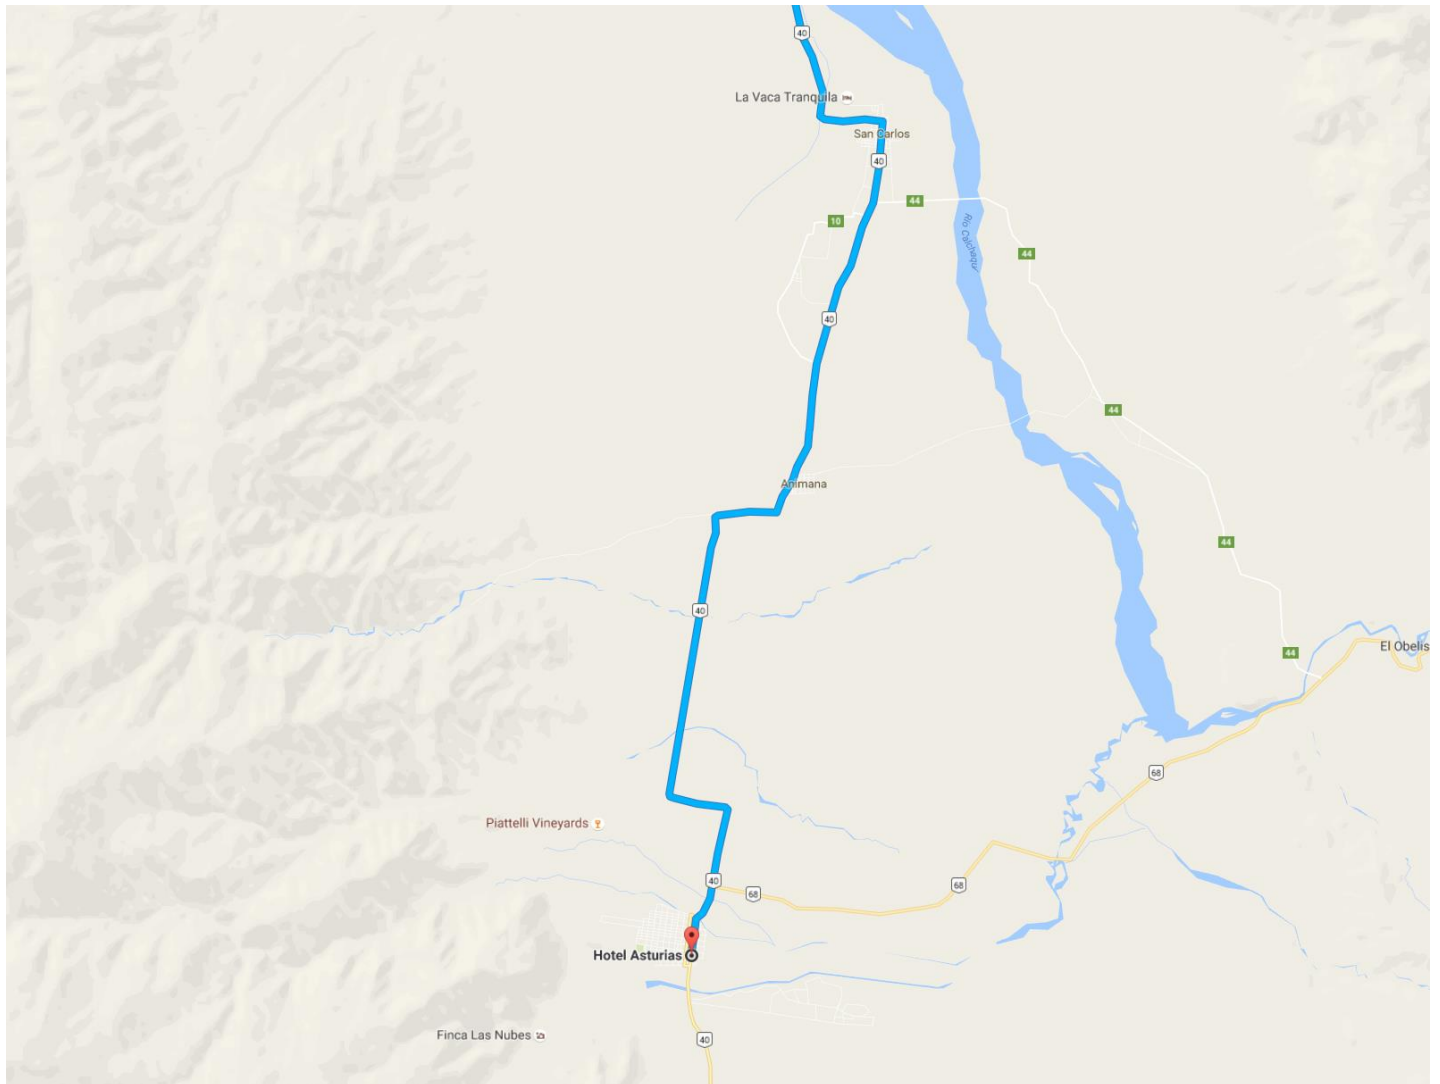 40
La Vaca Tranquila
San Carlos
40
44
10
Río Calchaquí
44
40
44
Animana
44
40
El Obelis
44
68
Piattelli Vineyards
40
68
68
Hotel Asturias
Finca Las Nubes
40